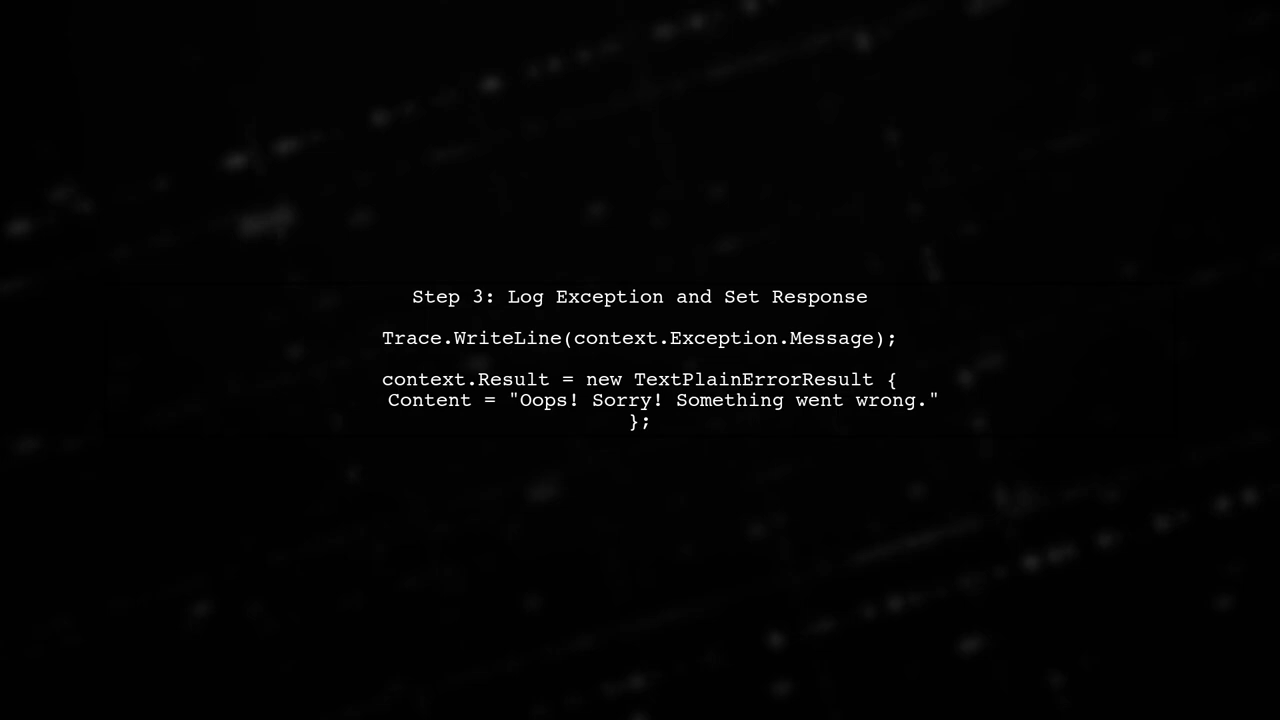 Step 3: Log Exception and Set Response
Trace.WriteLine(context.Exception.Message);
context.Result = new TextPlainErrorResult {
Content = "Oops! Sorry! Something went wrong."
};